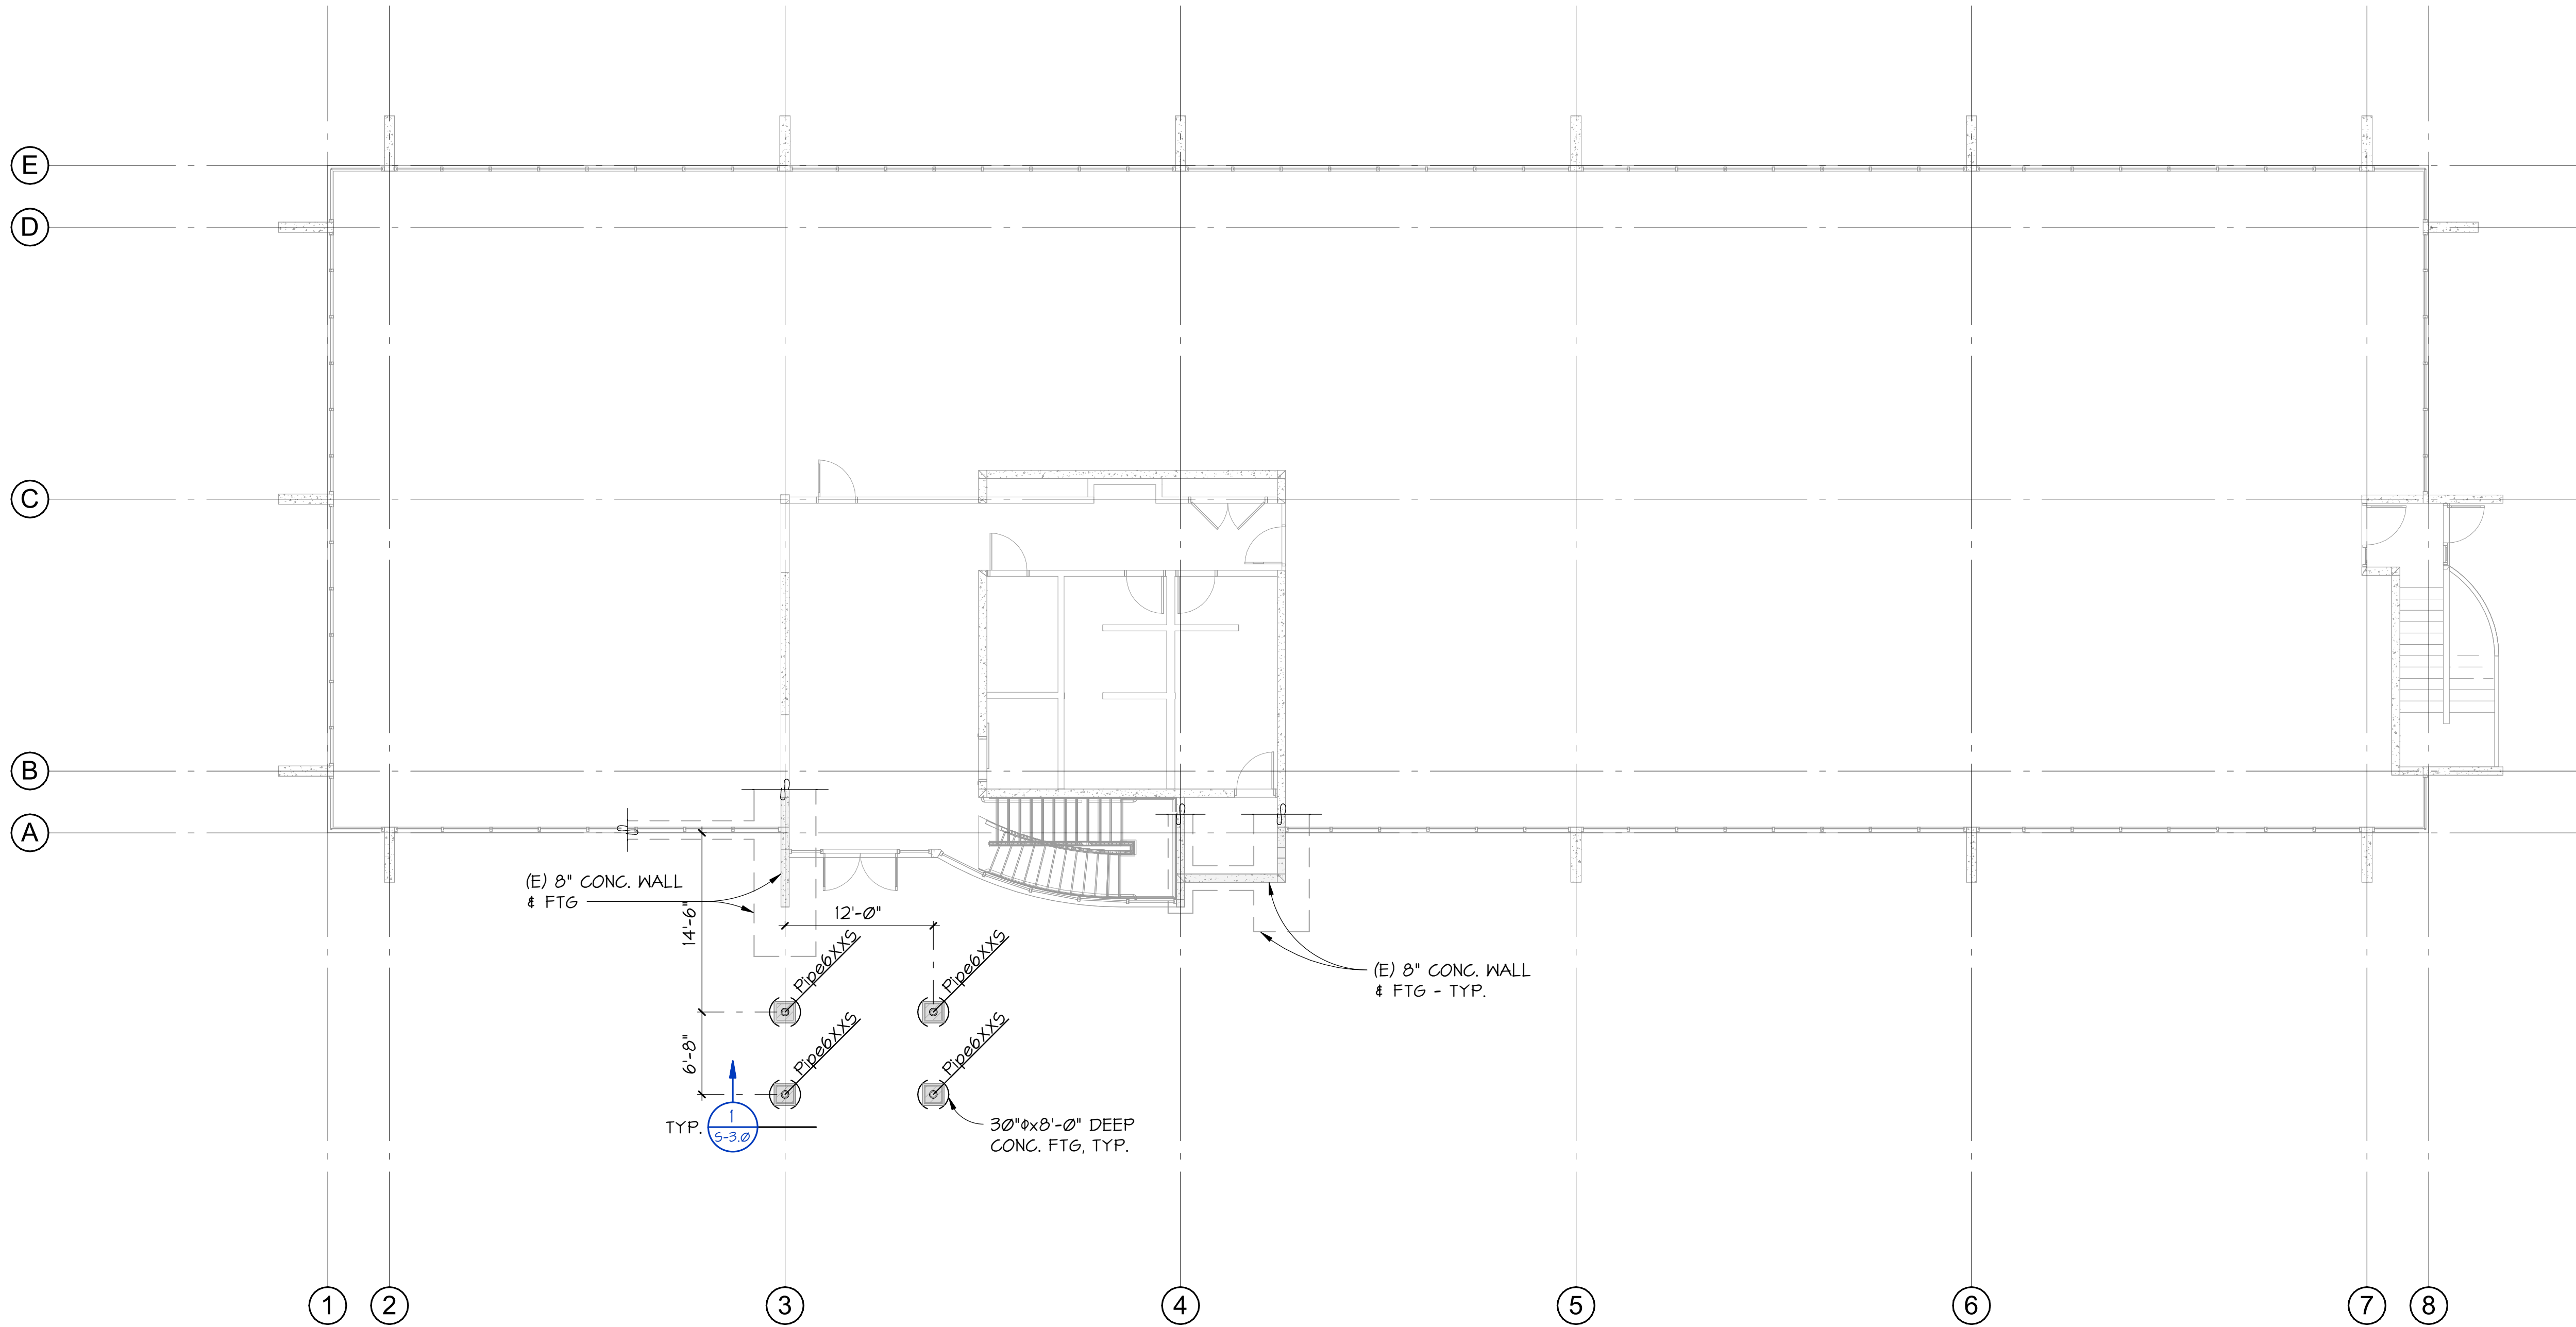 E
D
C
B
A
(E) 8" CONC. WALL
& FTG
14'-6"
12'-0"
Pipe6XXS
Pipe6XXS
(E) 8" CONC. WALL
& FTG - TYP.
6'-8"
Pipe6XXS
Pipe6XXS
TYP.
1
S-3.0
30"ϕx8'-0" DEEP
CONC. FTG, TYP.
1
2
3
4
5
6
7
8